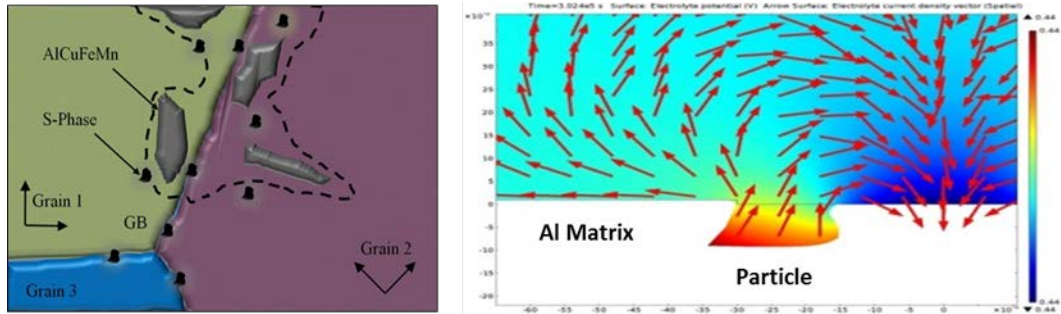 AlCuFeMn
S-Phase
Grain 1
GB
Grain 2
Grain 3
Time=3.024e5 s  Surface: Electrolyte potential (V)  Arrow Surface: Electrolyte current density vector (Spatial)
▲ 0.44
0.44
40
35
30
25
20
15
10
5
0
-5
-10
-15
-20
Al Matrix
Particle
-60 -55 -50 -45 -40 -35 -30 -25 -20 -15 -10 -5 0 5
0.44
▼ 0.44